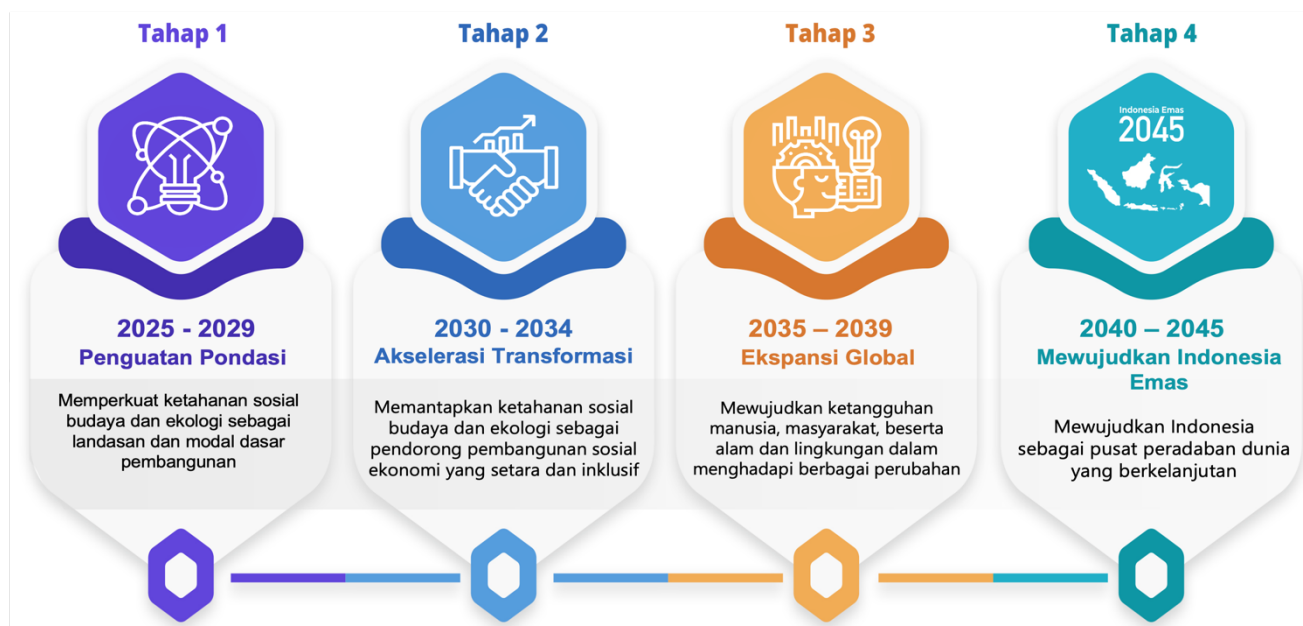 Tahap 1
Indonesia Emas
2045
2025 - 2029
Penguatan Pondasi
Memperkuat ketahanan sosial
budaya dan ekologi sebagai
landasan dan modal dasar
pembangunan
Tahap 2
2030 - 2034
Akselerasi Transformasi
Memantapkan ketahanan sosial
budaya dan ekologi sebagai
pendorong pembangunan sosial
ekonomi yang setara dan inklusif
Tahap 3
2035 – 2039
Ekspansi Global
Mewujudkan ketangguhan
manusia, masyarakat, beserta
alam dan lingkungan dalam
menghadapi berbagai perubahan
Tahap 4
2040 – 2045
Mewujudkan Indonesia
Emas
Mewujudkan Indonesia
sebagai pusat peradaban dunia
yang berkelanjutan